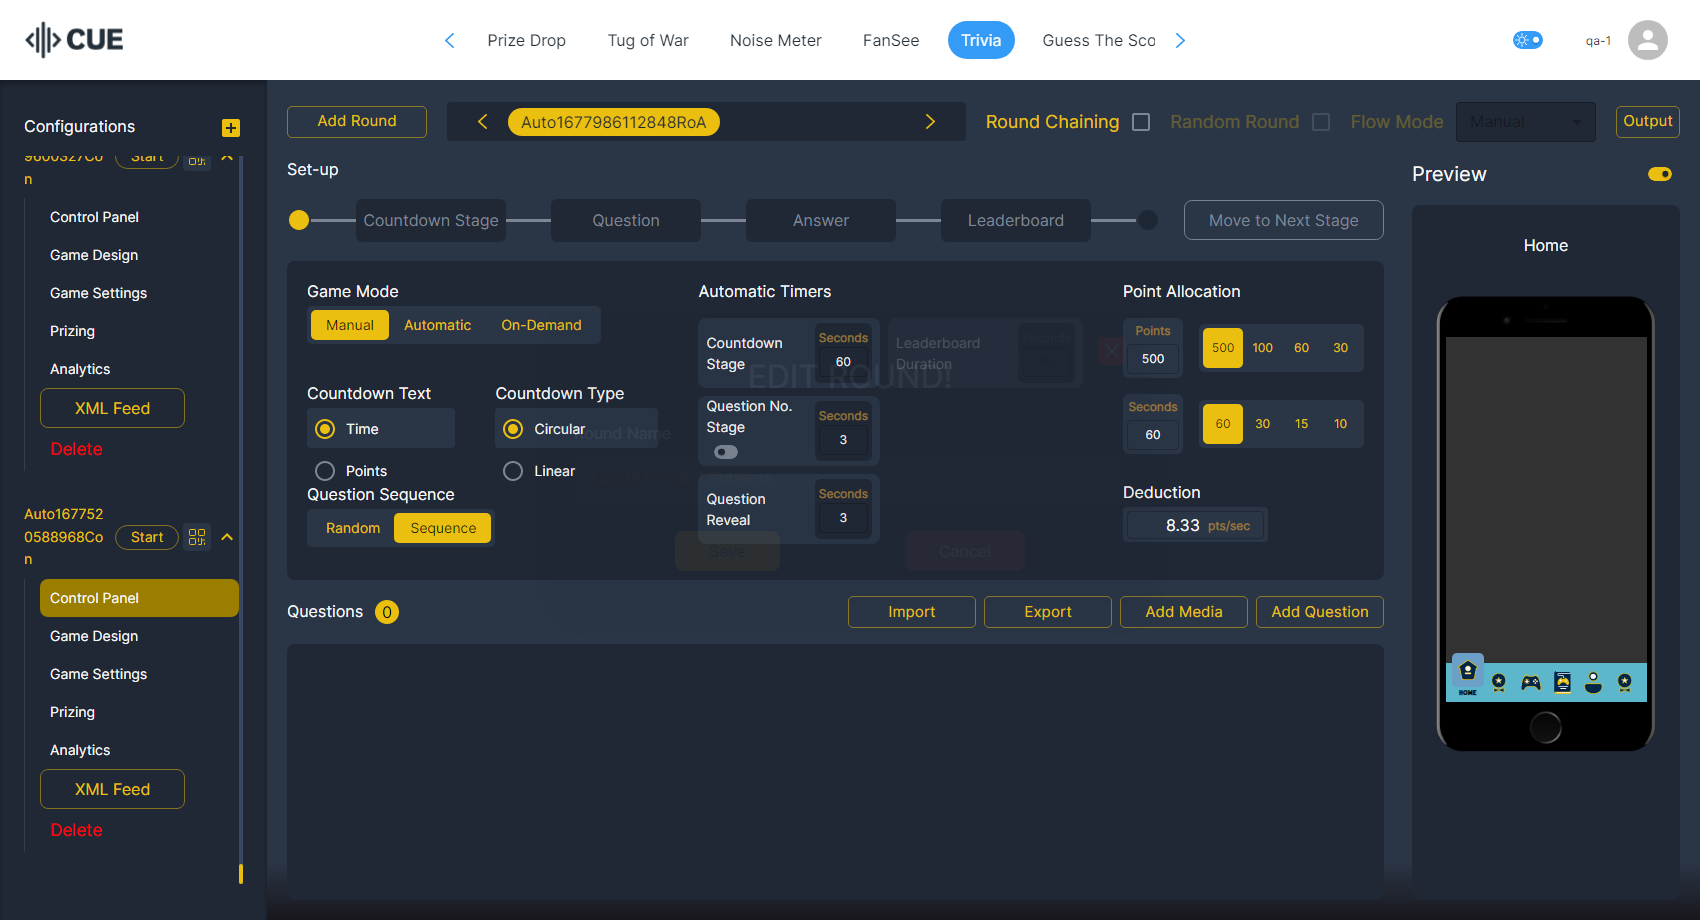 CUE
Prize Drop
Tug of War
Noise Meter
FanSee
Trivia
Guess The Sco
qa-1
Configurations
9600327Co
n
Start
Control Panel
Game Design
Game Settings
Prizing
Analytics
XML Feed
Delete
Auto167752
0588968Co
n
Start
Control Panel
Game Design
Game Settings
Prizing
Analytics
XML Feed
Delete
Add Round
Auto1677986112848RoA
Round Chaining
Random Round
Flow Mode
Manual
Output
Set-up
Countdown Stage
Question
Answer
Leaderboard
Move to Next Stage
Game Mode
Manual
Automatic
On-Demand
Countdown Text
Time
Points
Countdown Type
Circular
Linear
Question Sequence
Random
Sequence
Automatic Timers
Countdown
Stage
Seconds
60
Leaderboard
Duration
Seconds
EDIT ROUND!
Round Name
Question No.
Stage
Seconds
3
Question
Reveal
Seconds
3
Save
Cancel
Point Allocation
Points
500
500
100
60
30
Seconds
60
60
30
15
10
Deduction
8.33 pts/sec
Questions
0
Import
Export
Add Media
Add Question
Preview
Home
HOME